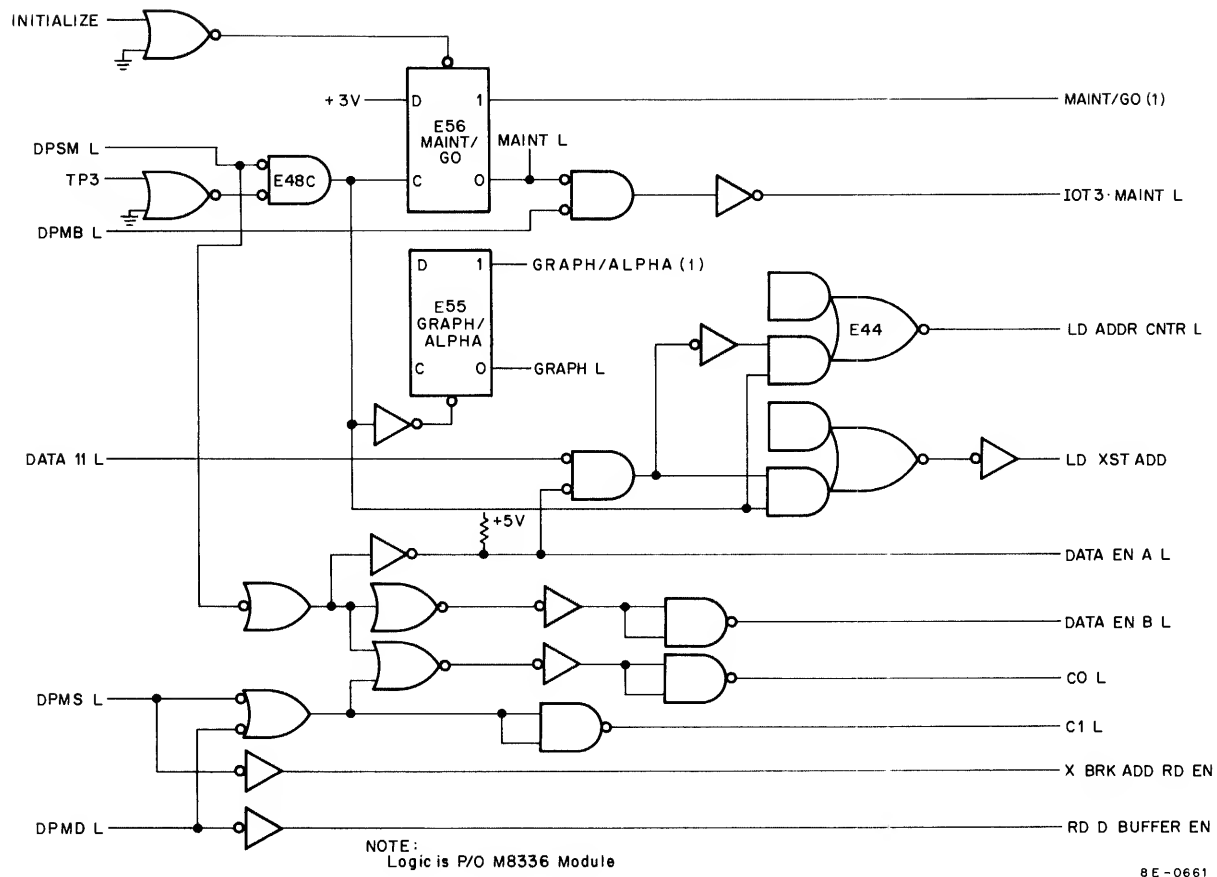 INITIALIZE
+3V
D 1
E56
MAINT/
GO
C 0
MAINT/GO (1)
DPSM L
MAINT L
TP3
E48C
IOT3·MAINT L
DPMB L
D 1
GRAPH/ALPHA (1)
E55
GRAPH/
ALPHA
C 0
GRAPH L
E44
LD ADDR CNTR L
DATA 11 L
LD XST ADD
+5V
DATA EN A L
DATA EN B L
C0 L
DPMS L
C1 L
X BRK ADD RD EN
DPMD L
RD D BUFFER EN
NOTE:
Logic is P/O M8336 Module
8E-0661